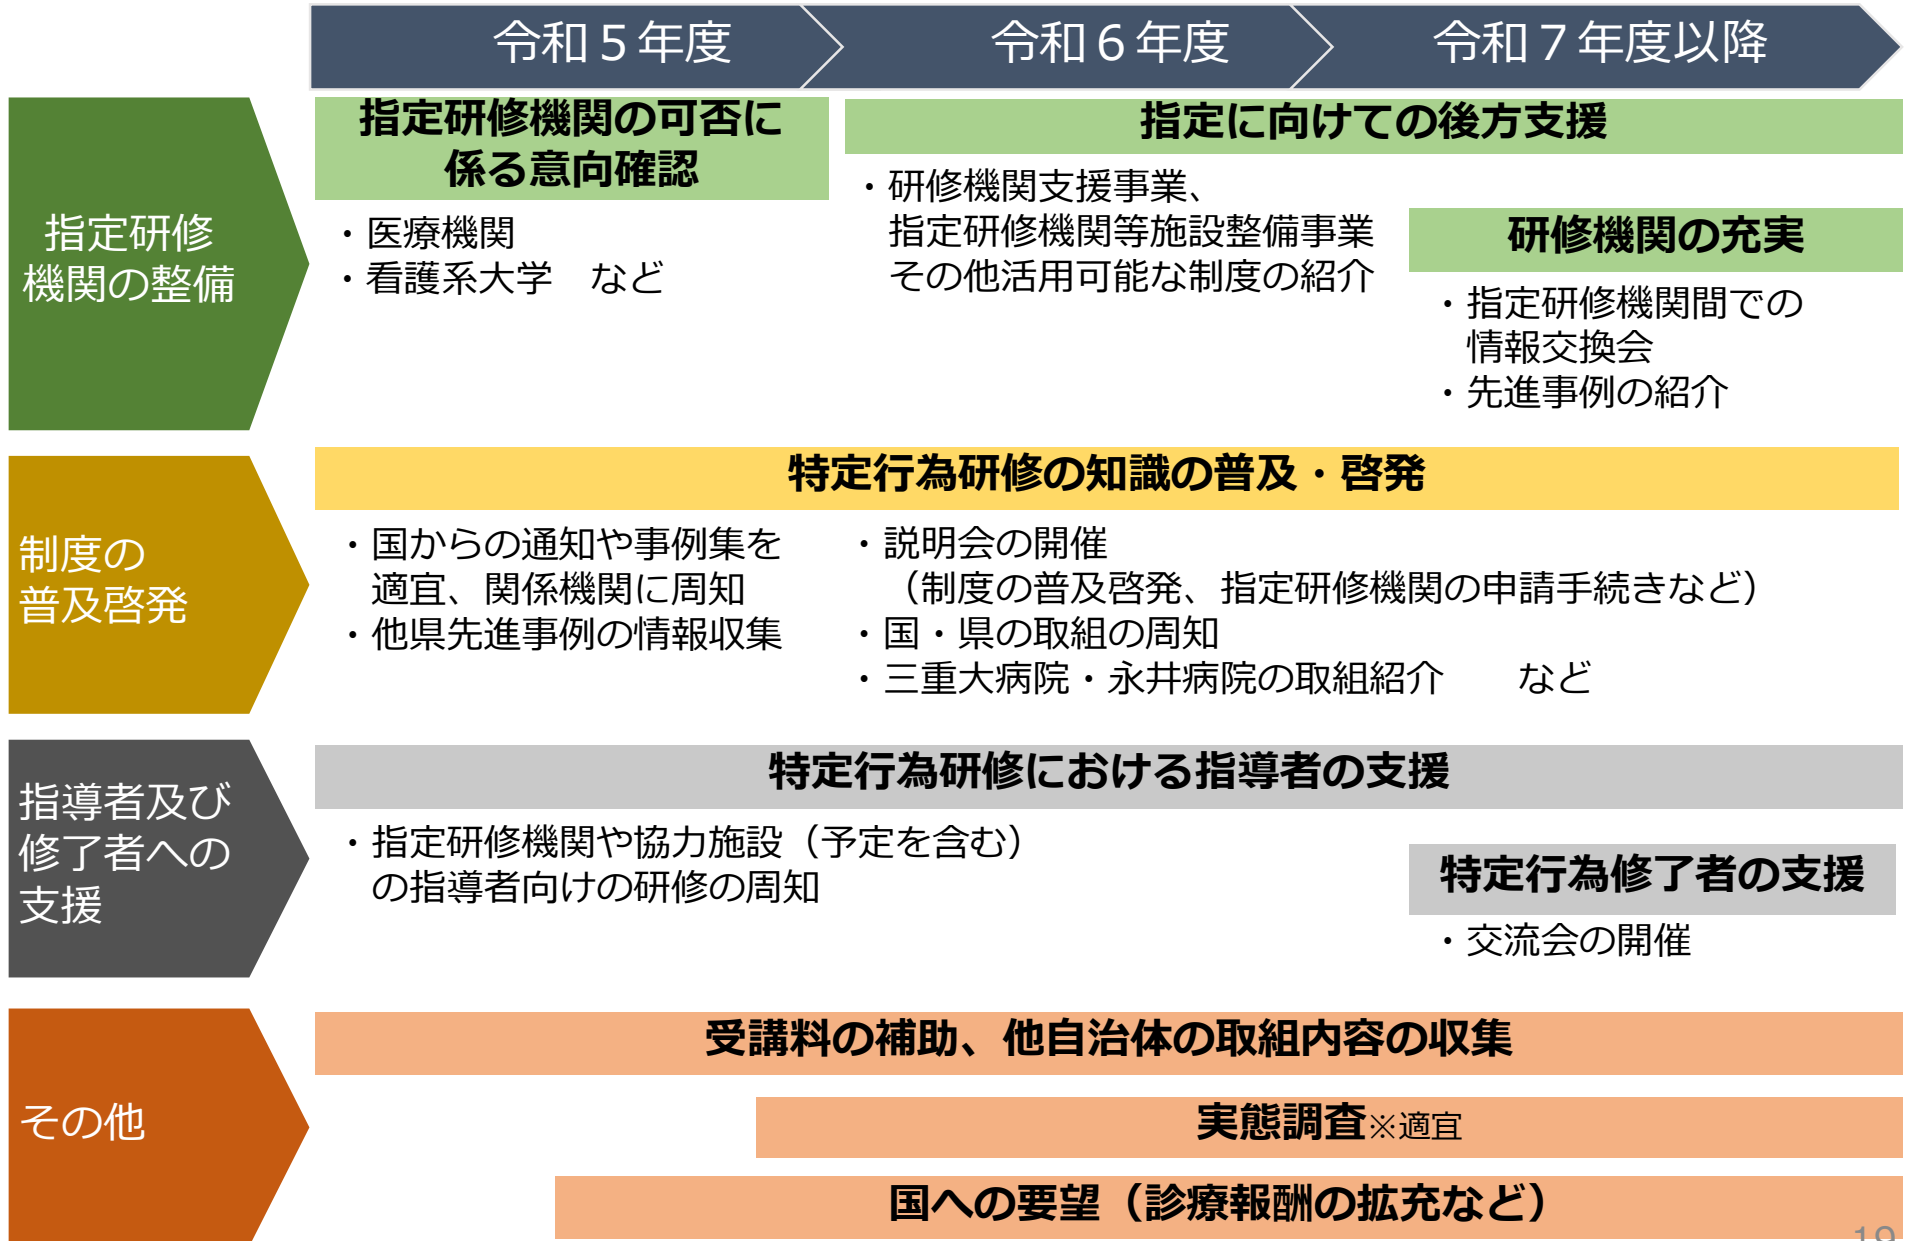 令和５年度
令和６年度
令和７年度以降
指定研修
機関の整備
指定研修機関の可否に
係る意向確認
・医療機関
・看護系大学　など
指定に向けての後方支援
・研修機関支援事業、
指定研修機関等施設整備事業
その他活用可能な制度の紹介
研修機関の充実
・指定研修機関間での
情報交換会
・先進事例の紹介
制度の
普及啓発
特定行為研修の知識の普及・啓発
・国からの通知や事例集を
適宜、関係機関に周知
・他県先進事例の情報収集
・説明会の開催
（制度の普及啓発、指定研修機関の申請手続きなど）
・国・県の取組の周知
・三重大病院・永井病院の取組紹介　　など
指導者及び
修了者への
支援
特定行為研修における指導者の支援
・指定研修機関や協力施設（予定を含む）
の指導者向けの研修の周知
特定行為修了者の支援
・交流会の開催
その他
受講料の補助、他自治体の取組内容の収集
実態調査※適宜
国への要望（診療報酬の拡充など）
19